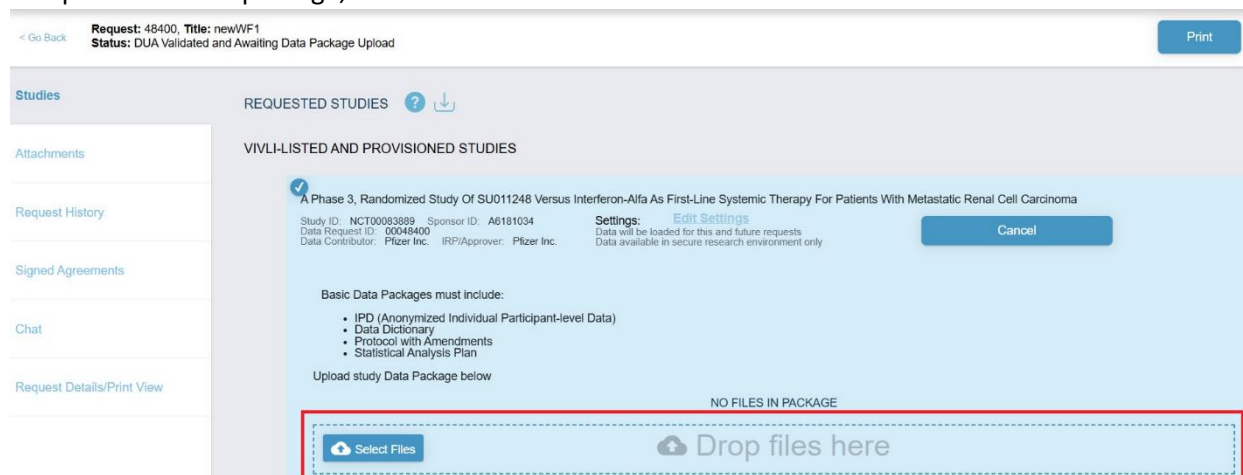 < Go Back
Request: 48400, Title: newWF1
Status: DUA Validated and Awaiting Data Package Upload
Print
Studies
Attachments
Request History
Signed Agreements
Chat
Request Details/Print View
REQUESTED STUDIES ?
VIVLI-LISTED AND PROVISIONED STUDIES
A Phase 3, Randomized Study Of SU011248 Versus Interferon-Alfa As First-Line Systemic Therapy For Patients With Metastatic Renal Cell Carcinoma
Study ID: NCT00083889 Sponsor ID: A6181034
Data Request ID: 00048400
Data Contributor: Pfizer Inc. IRP/Approver: Pfizer Inc.
Settings: Edit Settings
Data will be loaded for this and future requests
Data available in secure research environment only
Cancel
Basic Data Packages must include:
• IPD (Anonymized Individual Participant-level Data)
• Data Dictionary
• Protocol with Amendments
• Statistical Analysis Plan
Upload study Data Package below
NO FILES IN PACKAGE
Select Files
Drop files here